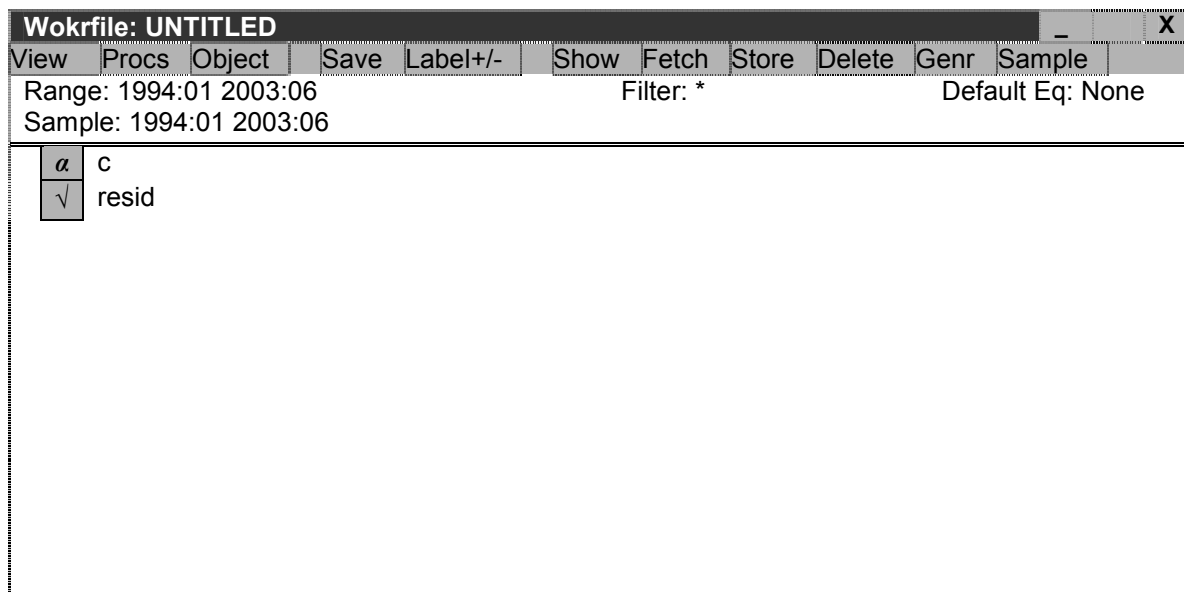 Wokrfile: UNTITLED _ X
View Procs Object Save Label+/- Show Fetch Store Delete Genr Sample
Range: 1994:01 2003:06 Filter: * Default Eq: None
Sample: 1994:01 2003:06
α c
√ resid